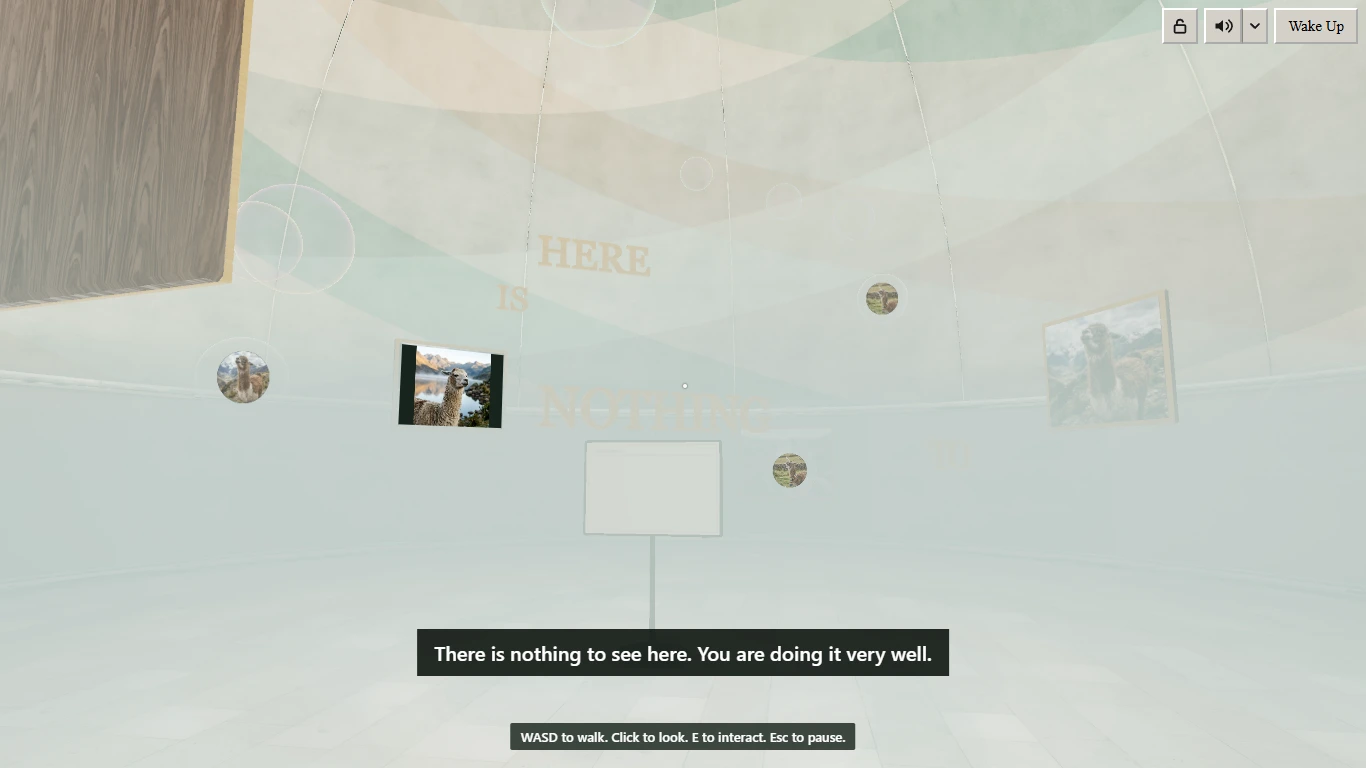 Wake Up
HERE
IS
NOTHING
TO
There is nothing to see here. You are doing it very well.
WASD to walk. Click to look. E to interact. Esc to pause.